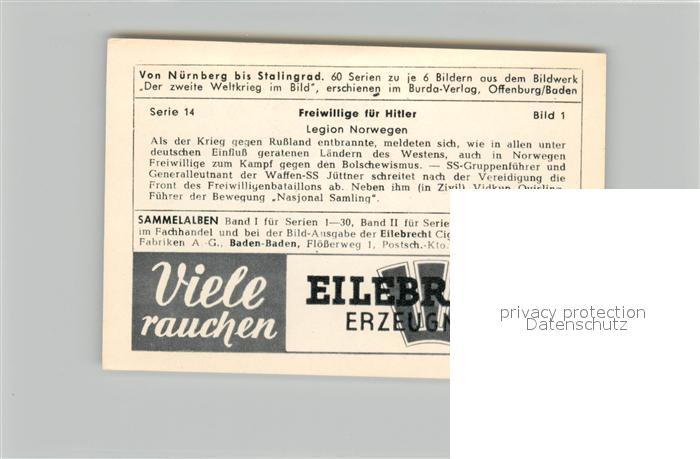 Von Nürnberg bis Stalingrad. 60 Serien zu je 6 Bildern aus dem Bildwerk
„Der zweite Weltkrieg im Bild", erschienen im Burda-Verlag, Offenburg/Baden
Serie 14 Freiwillige für Hitler Bild 1
Legion Norwegen
Als der Krieg gegen Rußland entbrannte, meldeten sich, wie in allen unter
deutschen Einfluß geratenen Ländern des Westens, auch in Norwegen
Freiwillige zum Kampf gegen den Bolschewismus. — SS-Gruppenführer und
Generalleutnant der Waffen-SS Jüttner schreitet nach der Vereidigung die
Front des Freiwilligenbataillons ab. Neben ihm (in Zivil) Vidkun Quisling,
Führer der Bewegung „Nasjonal Samling".
SAMMELALBEN Band I für Serien 1—30, Band II für Serie
im Fachhandel und bei der Bild-Ausgabe der Eilebrecht Cig
Fabriken A.-G., Baden-Baden, Flößerweg 1, Postsch.-Kto.
Viele
rauchen
EILEBR
ERZEUGN
privacy protection
Datenschutz